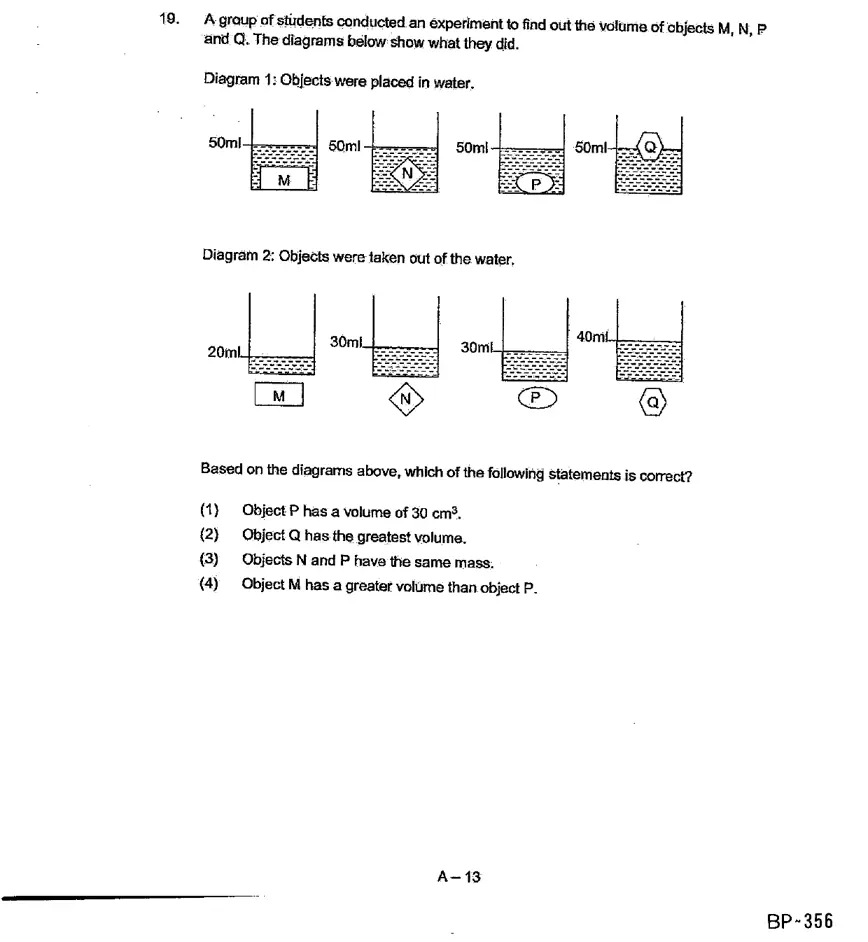 19. A group of students conducted an experiment to find out the volume of objects M, N, P
and Q. The diagrams below show what they did.
Diagram 1: Objects were placed in water.
50ml 50ml 50ml 50ml
M N P Q
Diagram 2: Objects were taken out of the water.
20ml 30ml 30ml 40ml
M N P Q
Based on the diagrams above, which of the following statements is correct?
(1) Object P has a volume of 30 cm³.
(2) Object Q has the greatest volume.
(3) Objects N and P have the same mass.
(4) Object M has a greater volume than object P.
A – 13
BP~356